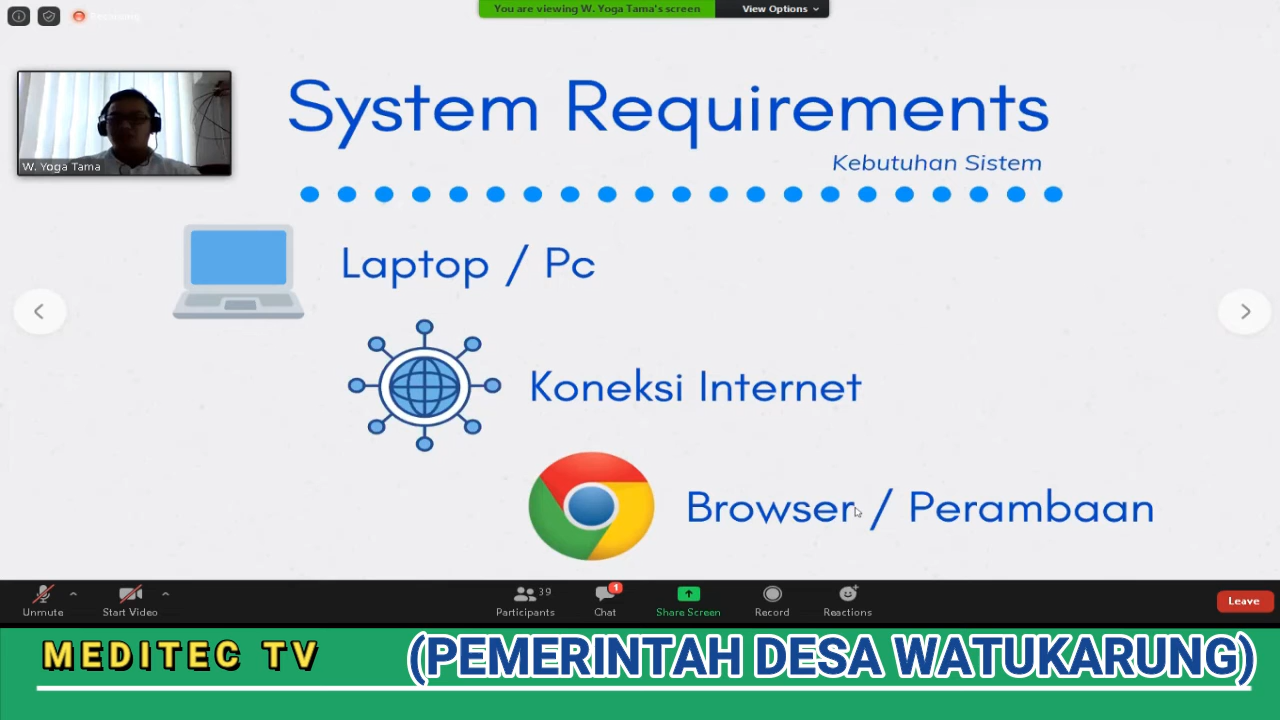 Recording
You are viewing W. Yoga Tama's screen
View Options
W. Yoga Tama
System Requirements
Kebutuhan Sistem
Laptop / Pc
Koneksi Internet
Browser / Perambaan
Unmute
Start Video
Participants
39
Chat
1
Share Screen
Record
Reactions
Leave
MEDITEC TV
(PEMERINTAH DESA WATUKARUNG)